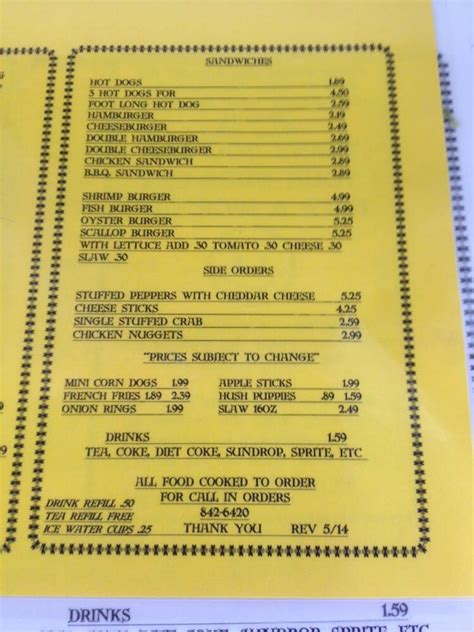 SANDWICHES
HOT DOGS 1.89
3 HOT DOGS FOR 4.50
FOOT LONG HOT DOG 2.59
HAMBURGER 2.19
CHEESEBURGER 2.49
DOUBLE HAMBURGER 2.69
DOUBLE CHEESEBURGER 2.99
CHICKEN SANDWICH 2.89
B.B.Q. SANDWICH 2.89
SHRIMP BURGER 4.99
FISH BURGER 4.99
OYSTER BURGER 5.25
SCALLOP BURGER 5.25
WITH LETTUCE ADD .30 TOMATO .30 CHEESE .30
SLAW .30
SIDE ORDERS
STUFFED PEPPERS WITH CHEDDAR CHEESE 5.25
CHEESE STICKS 4.25
SINGLE STUFFED CRAB 2.59
CHICKEN NUGGETS 2.99
"PRICES SUBJECT TO CHANGE"
MINI CORN DOGS 1.99 APPLE STICKS 1.99
FRENCH FRIES 1.89 2.39 HUSH PUPPIES .89 1.59
ONION RINGS 1.99 SLAW 16OZ 2.99
DRINKS 1.59
TEA, COKE, DIET COKE, SUNDROP, SPRITE, ETC
ALL FOOD COOKED TO ORDER
DRINK REFILL .50 FOR CALL IN ORDERS
TEA REFILL FREE 842-6420
ICE WATER CUPS .25 THANK YOU REV 5/14
DRINKS 1.59
SUNDROP, SPRITE, ETC